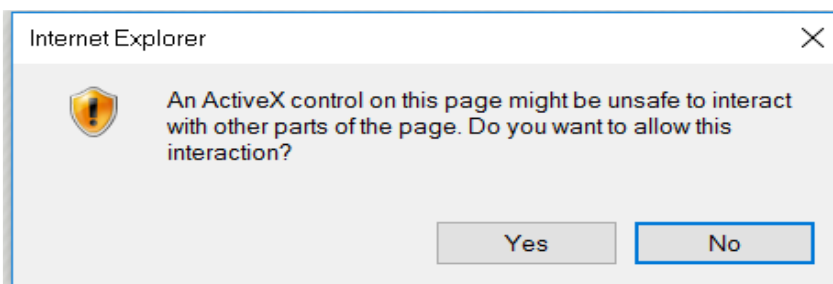 Internet Explorer
An ActiveX control on this page might be unsafe to interact
with other parts of the page. Do you want to allow this
interaction?
Yes
No